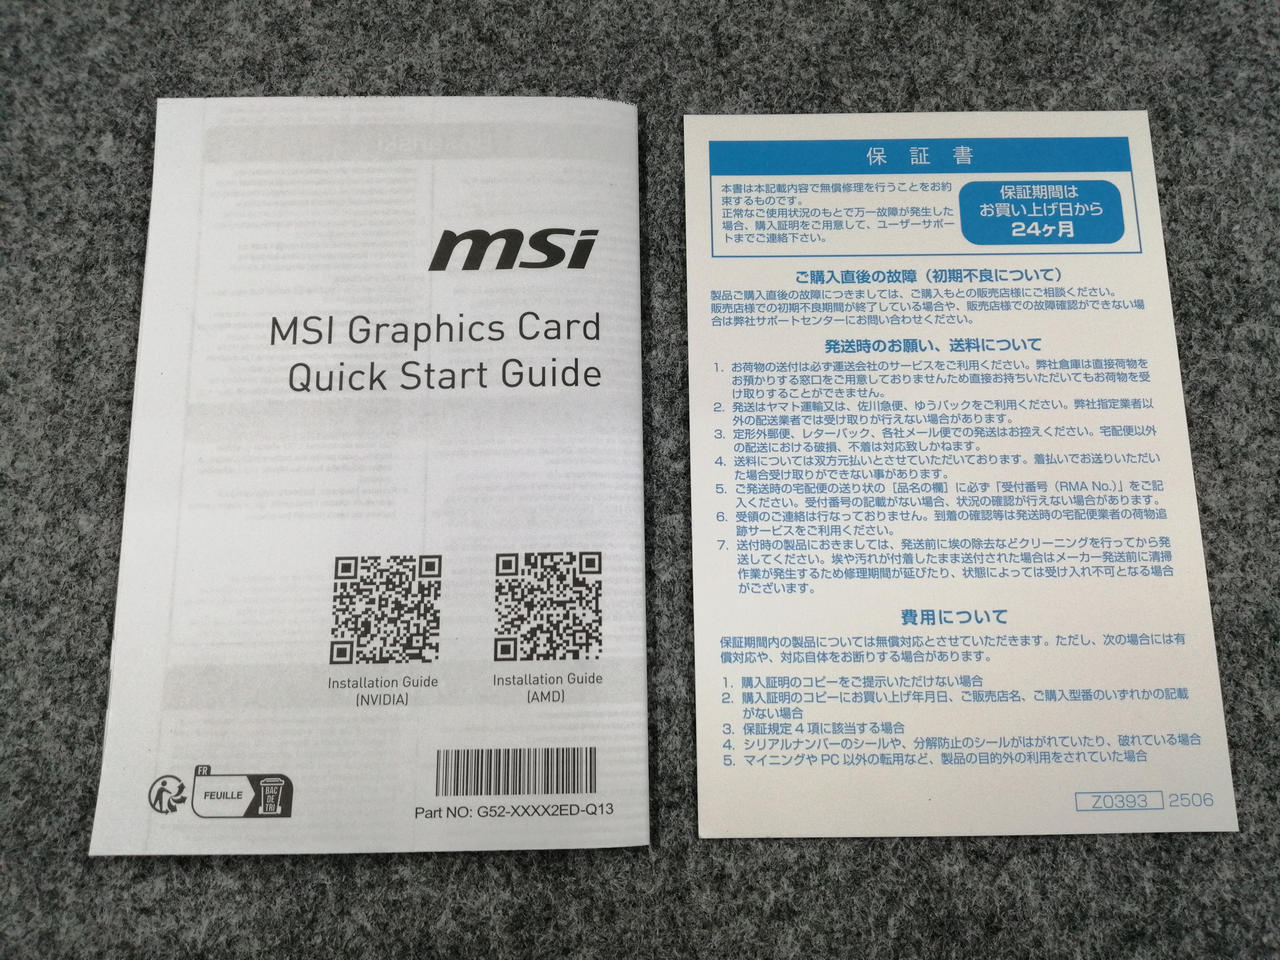 msi
MSI Graphics Card
Quick Start Guide
Installation Guide
(NVIDIA)
Installation Guide
(AMD)
FR
FEUILLE
BAC
DE
TRI
Part NO: G52-XXXX2ED-Q13
保証書
本書は本記載内容で無償修理を行うことをお約
束するものです。
正常なご使用状況のもとで万一故障が発生した
場合、購入証明をご用意して、ユーザーサポー
トまでご連絡下さい。
保証期間は
お買い上げ日から
24ヶ月
ご購入直後の故障（初期不良について）
製品ご購入直後の故障につきましては、ご購入もとの販売店様にご相談ください。
販売店様での初期不良期間が終了している場合や、販売店様での故障確認ができない場
合は弊社サポートセンターにお問い合わせください。
発送時のお願い、送料について
1. お荷物の送付は必ず運送会社のサービスをご利用ください。弊社倉庫は直接荷物を
お預かりする窓口をご用意しておりませんため直接お持ちいただいてもお荷物を受
け取りすることができません。
2. 発送はヤマト運輸又は、佐川急便、ゆうパックをご利用ください。弊社指定業者以
外の配送業者では受け取りが行えない場合があります。
3. 定形外郵便、レターパック、各社メール便での発送はお控えください。宅配便以外
の配送における破損、不着は対応致しかねます。
4. 送料については双方元払いとさせていただいております。着払いでお送りいただい
た場合受け取りができない事があります。
5. ご発送時の宅配便の送り状の［品名の欄］に必ず「受付番号（RMA No.）」をご記
入ください。受付番号の記載がない場合、状況の確認が行えない場合があります。
6. 受領のご連絡は行なっておりません。到着の確認等は発送時の宅配便業者の荷物追
跡サービスをご利用ください。
7. 送付時の製品におきましては、発送前に埃の除去などクリーニングを行ってから発
送してください。埃や汚れが付着したまま送付された場合はメーカー発送前に清掃
作業が発生するため修理期間が延びたり、状態によっては受け入れ不可となる場合
がございます。
費用について
保証期間内の製品については無償対応とさせていただきます。ただし、次の場合には有
償対応や、対応自体をお断りする場合があります。
1. 購入証明のコピーをご提示いただけない場合
2. 購入証明のコピーにお買い上げ年月日、ご販売店名、ご購入型番のいずれかの記載
がない場合
3. 保証規定４項に該当する場合
4. シリアルナンバーのシールや、分解防止のシールがはがれていたり、破れている場合
5. マイニングやPC以外の転用など、製品の目的外の利用をされていた場合
Z0393 2506